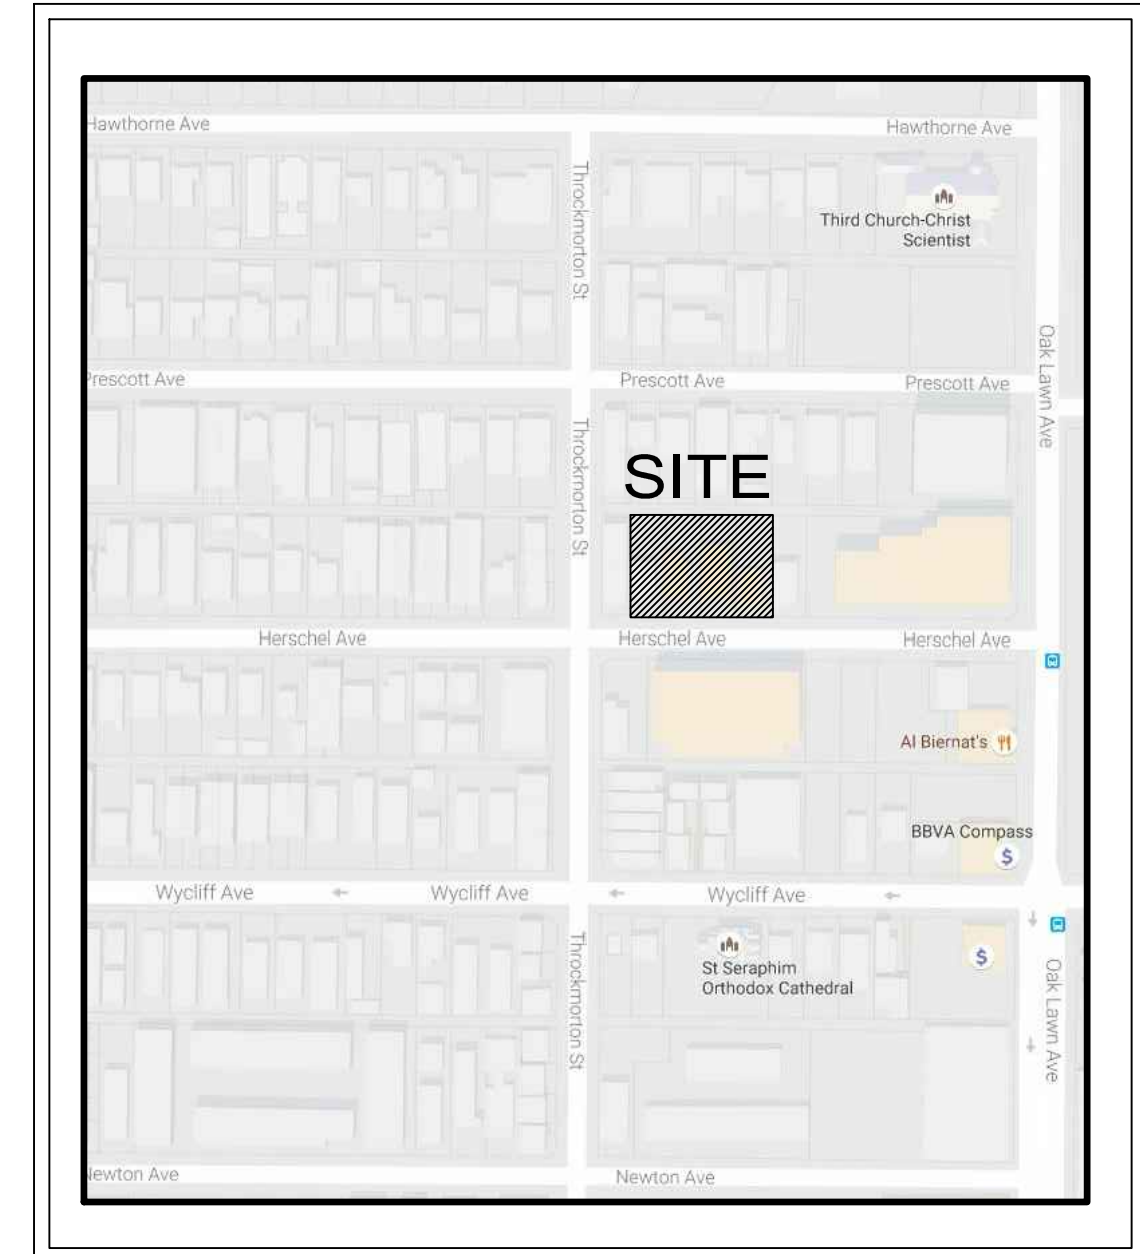 Hawthorne Ave
Hawthorne Ave
Throckmorton St
Third Church-Christ
Scientist
Oak Lawn Ave
Prescott Ave
Prescott Ave
Prescott Ave
Throckmorton St
SITE
Herschel Ave
Herschel Ave
Herschel Ave
Al Biernat's
BBVA Compass
$
Wycliff Ave
Wycliff Ave
Wycliff Ave
Throckmorton St
St Seraphim
Orthodox Cathedral
$
Oak Lawn Ave
Newton Ave
Newton Ave